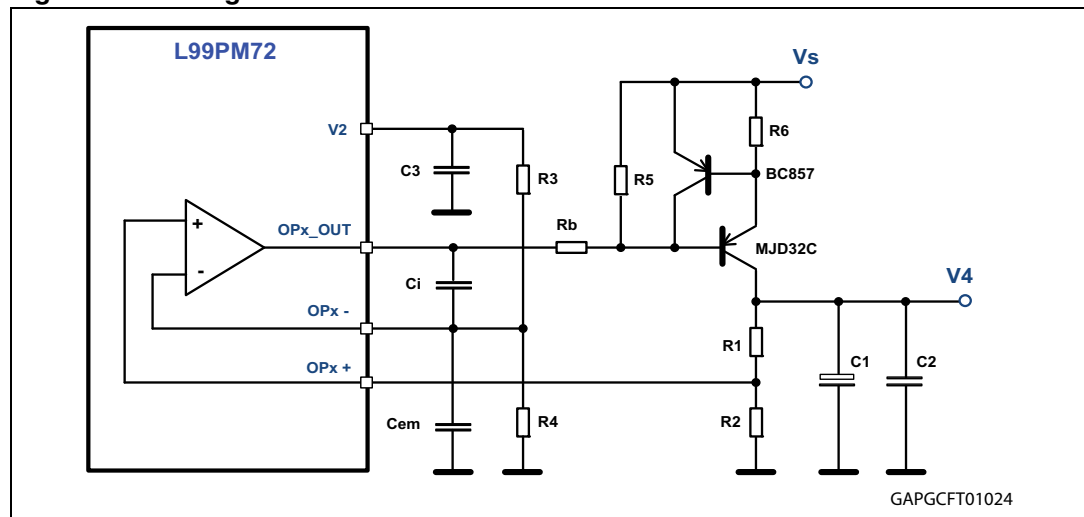 L99PM72
Vs
V2
R6
C3
R3
R5
BC857
Rb
OPx_OUT
MJD32C
+
-
Ci
V4
OPx -
R1
C1
C2
OPx +
Cem
R4
R2
GAPGCFT01024